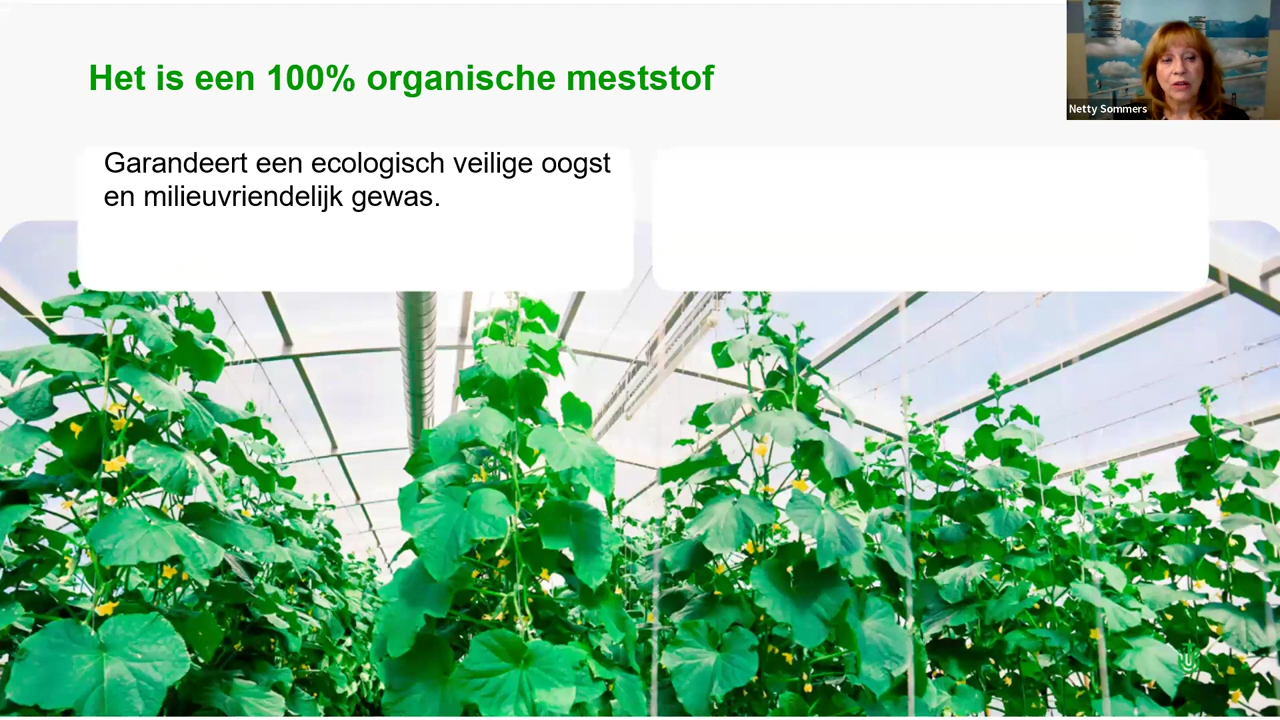 Het is een 100% organische meststof
Netty Sommers
Garandeert een ecologisch veilige oogst
en milieuvriendelijk gewas.